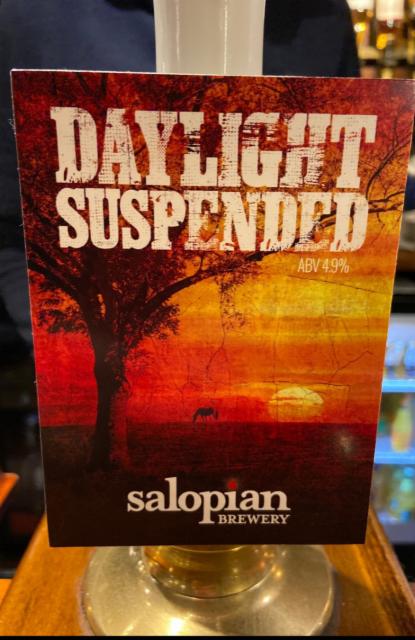 DAYLIGHT
SUSPENDED
ABV 4.9%
salopian
BREWERY